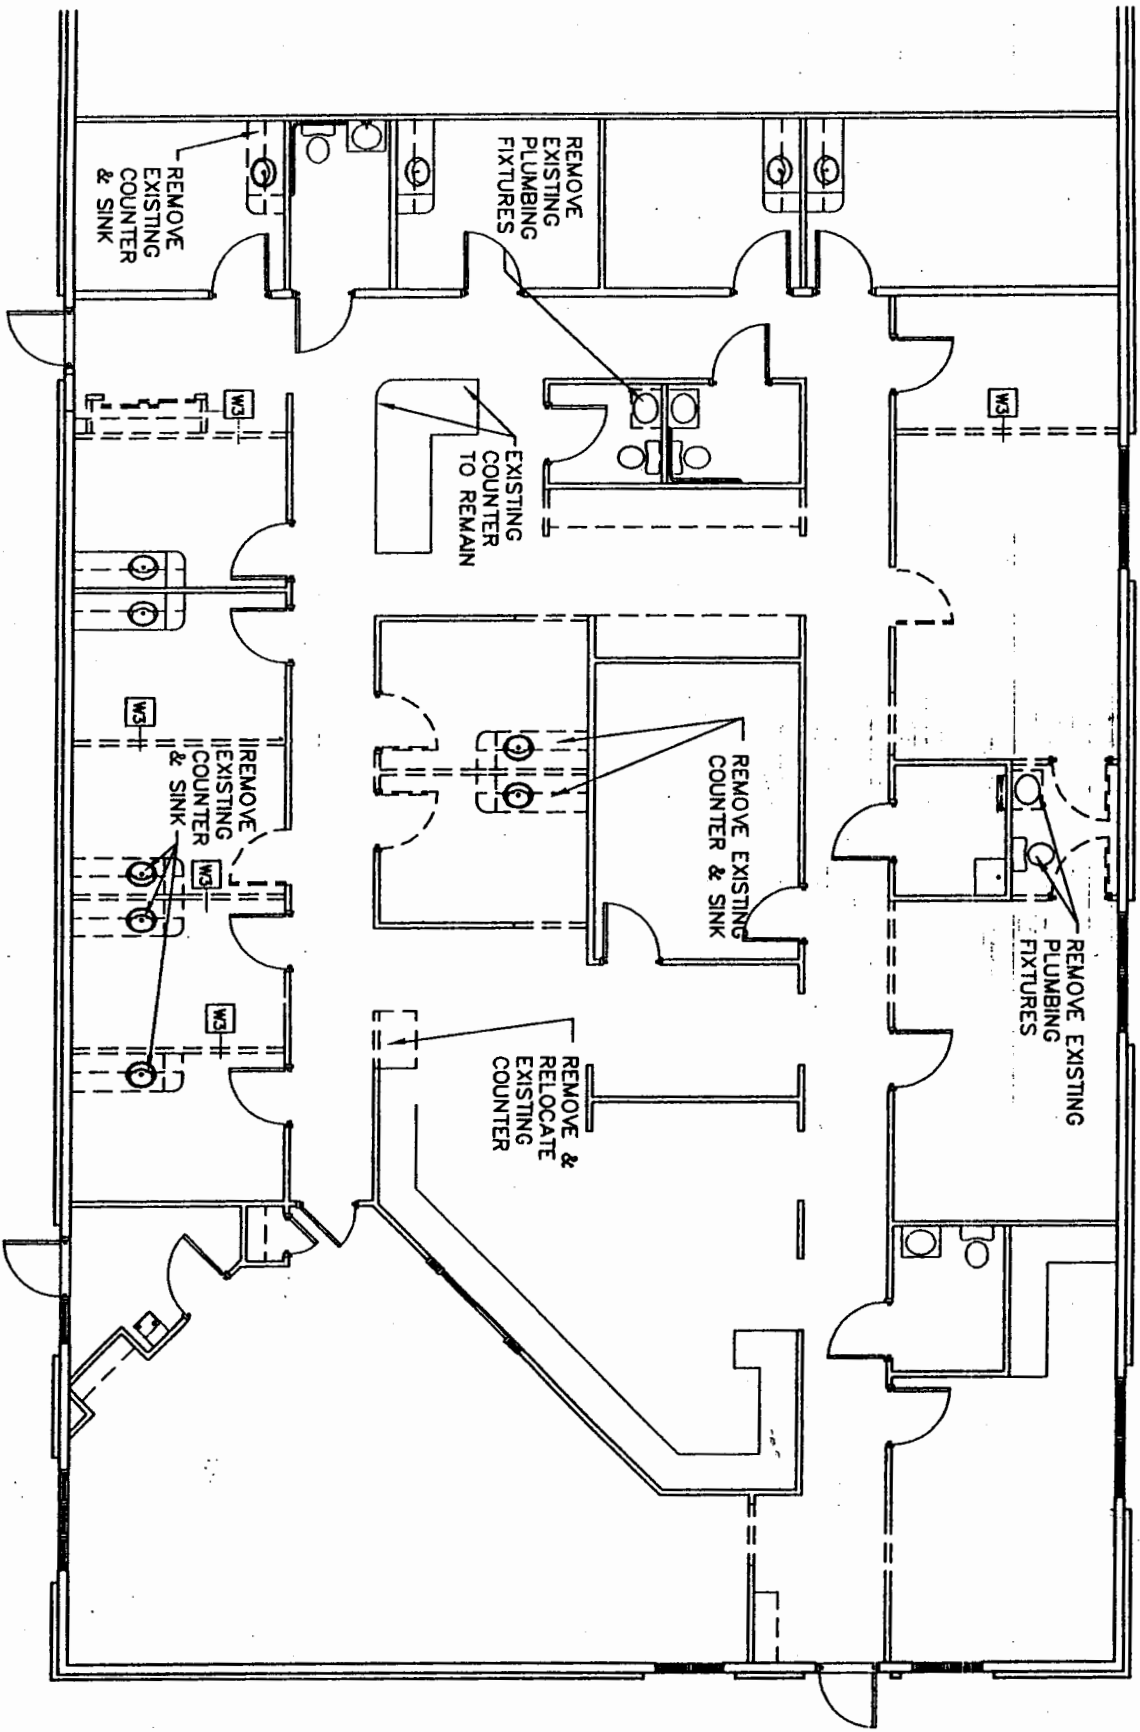 REMOVE
EXISTING
COUNTER
& SINK
REMOVE
EXISTING
PLUMBING
FIXTURES
W3
W3
EXISTING
COUNTER
TO REMAIN
W3
REMOVE
EXISTING
COUNTER
& SINK
W3
REMOVE EXISTING
COUNTER & SINK
REMOVE EXISTING
PLUMBING
FIXTURES
W3
REMOVE &
RELOCATE
EXISTING
COUNTER